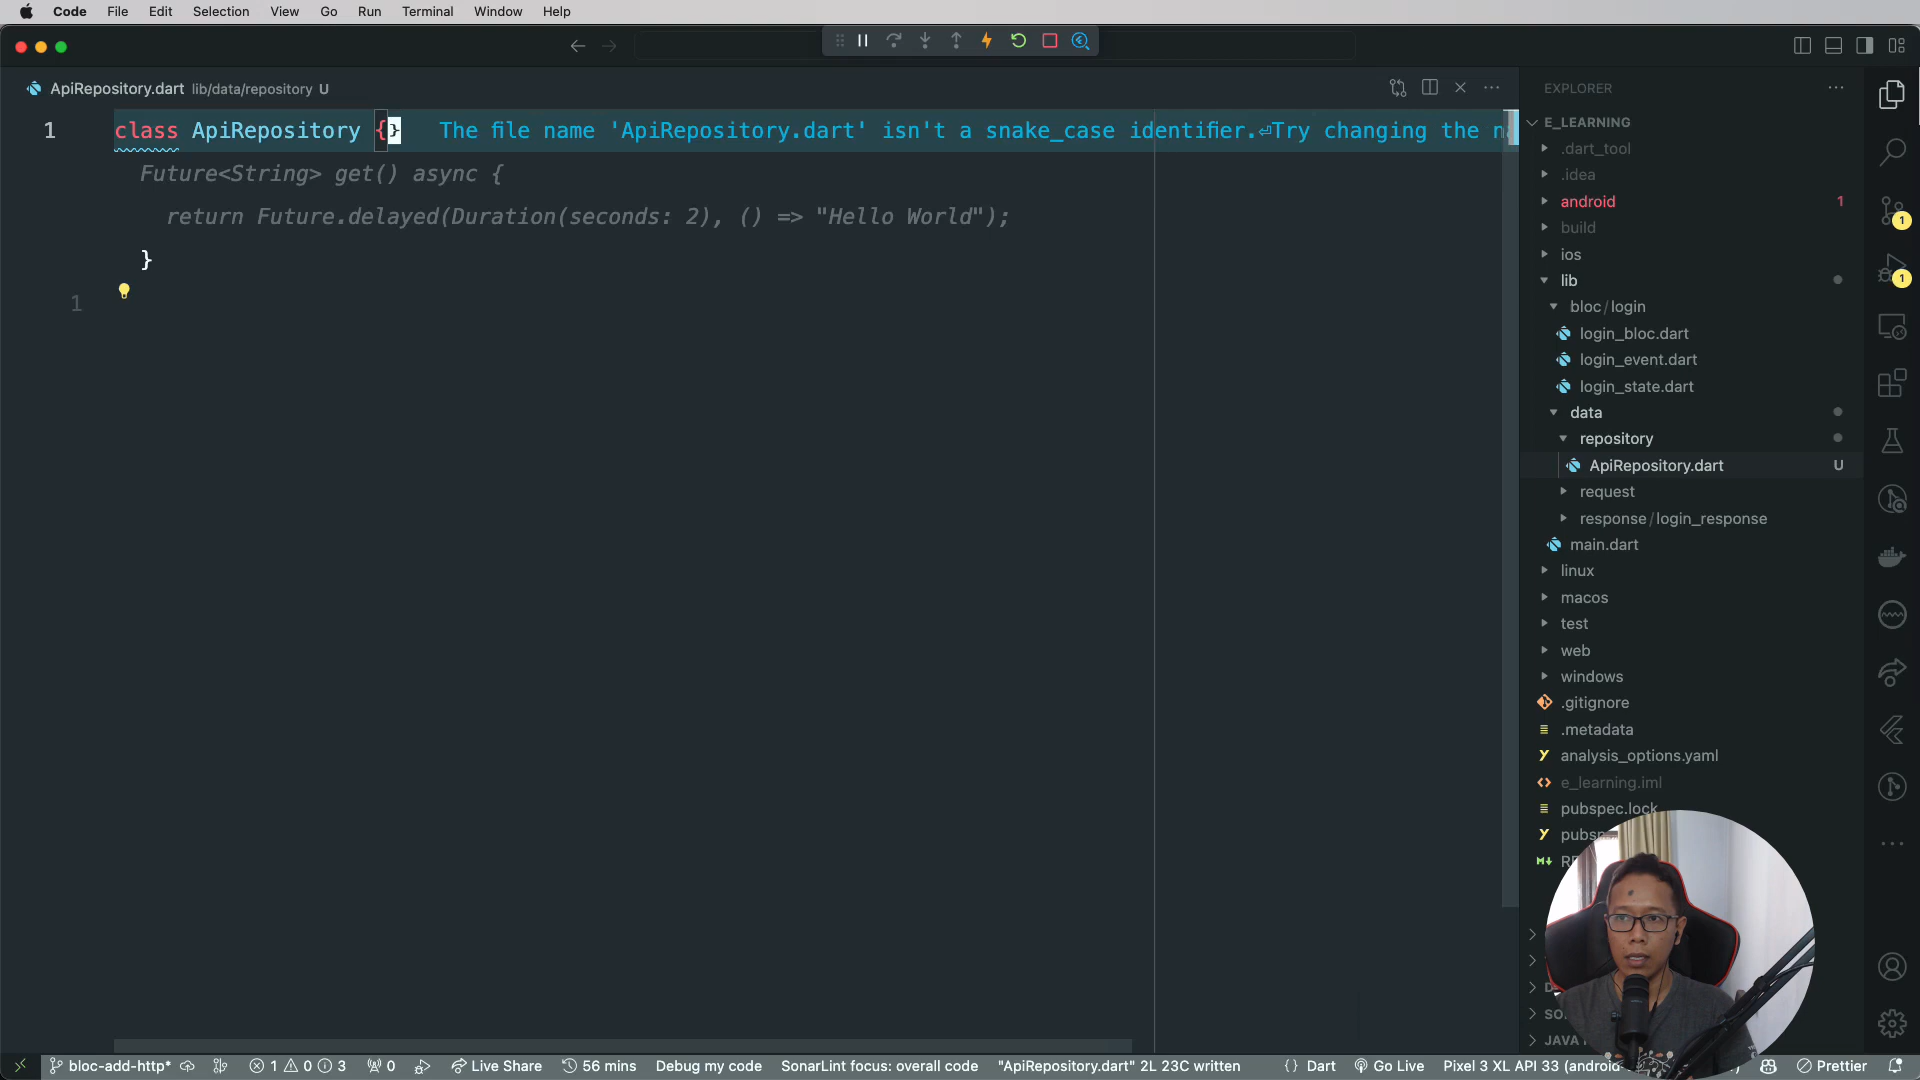 Code File Edit Selection View Go Run Terminal Window Help
ApiRepository.dart lib/data/repository U
1 class ApiRepository {} The file name 'ApiRepository.dart' isn't a snake_case identifier.⏎Try changing the n
Future<String> get() async {
return Future.delayed(Duration(seconds: 2), () => "Hello World");
}
1
EXPLORER
E_LEARNING
.dart_tool
.idea
android 1
build
ios
lib
bloc/login
login_bloc.dart
login_event.dart
login_state.dart
data
repository
ApiRepository.dart U
request
response/login_response
main.dart
linux
macos
test
web
windows
.gitignore
.metadata
analysis_options.yaml
e_learning.iml
pubspec.lock
1
1
JAVA
bloc-add-http* 1 0 3 0 Live Share 56 mins Debug my code SonarLint focus: overall code "ApiRepository.dart" 2L 23C written {} Dart Go Live Pixel 3 XL API 33 (android- Prettier